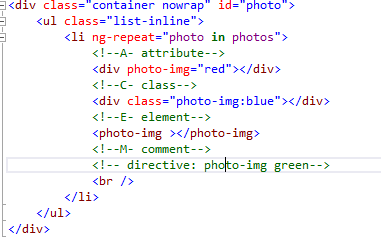 <div class="container nowrap" id="photo">
<ul class="list-inline">
<li ng-repeat="photo in photos">
<!--A- attribute-->
<div photo-img="red"></div>
<!--C- class-->
<div class="photo-img:blue"></div>
<!--E- element-->
<photo-img ></photo-img>
<!--M- comment-->
<!-- directive: photo-img green-->
<br />
</li>
</ul>
</div>